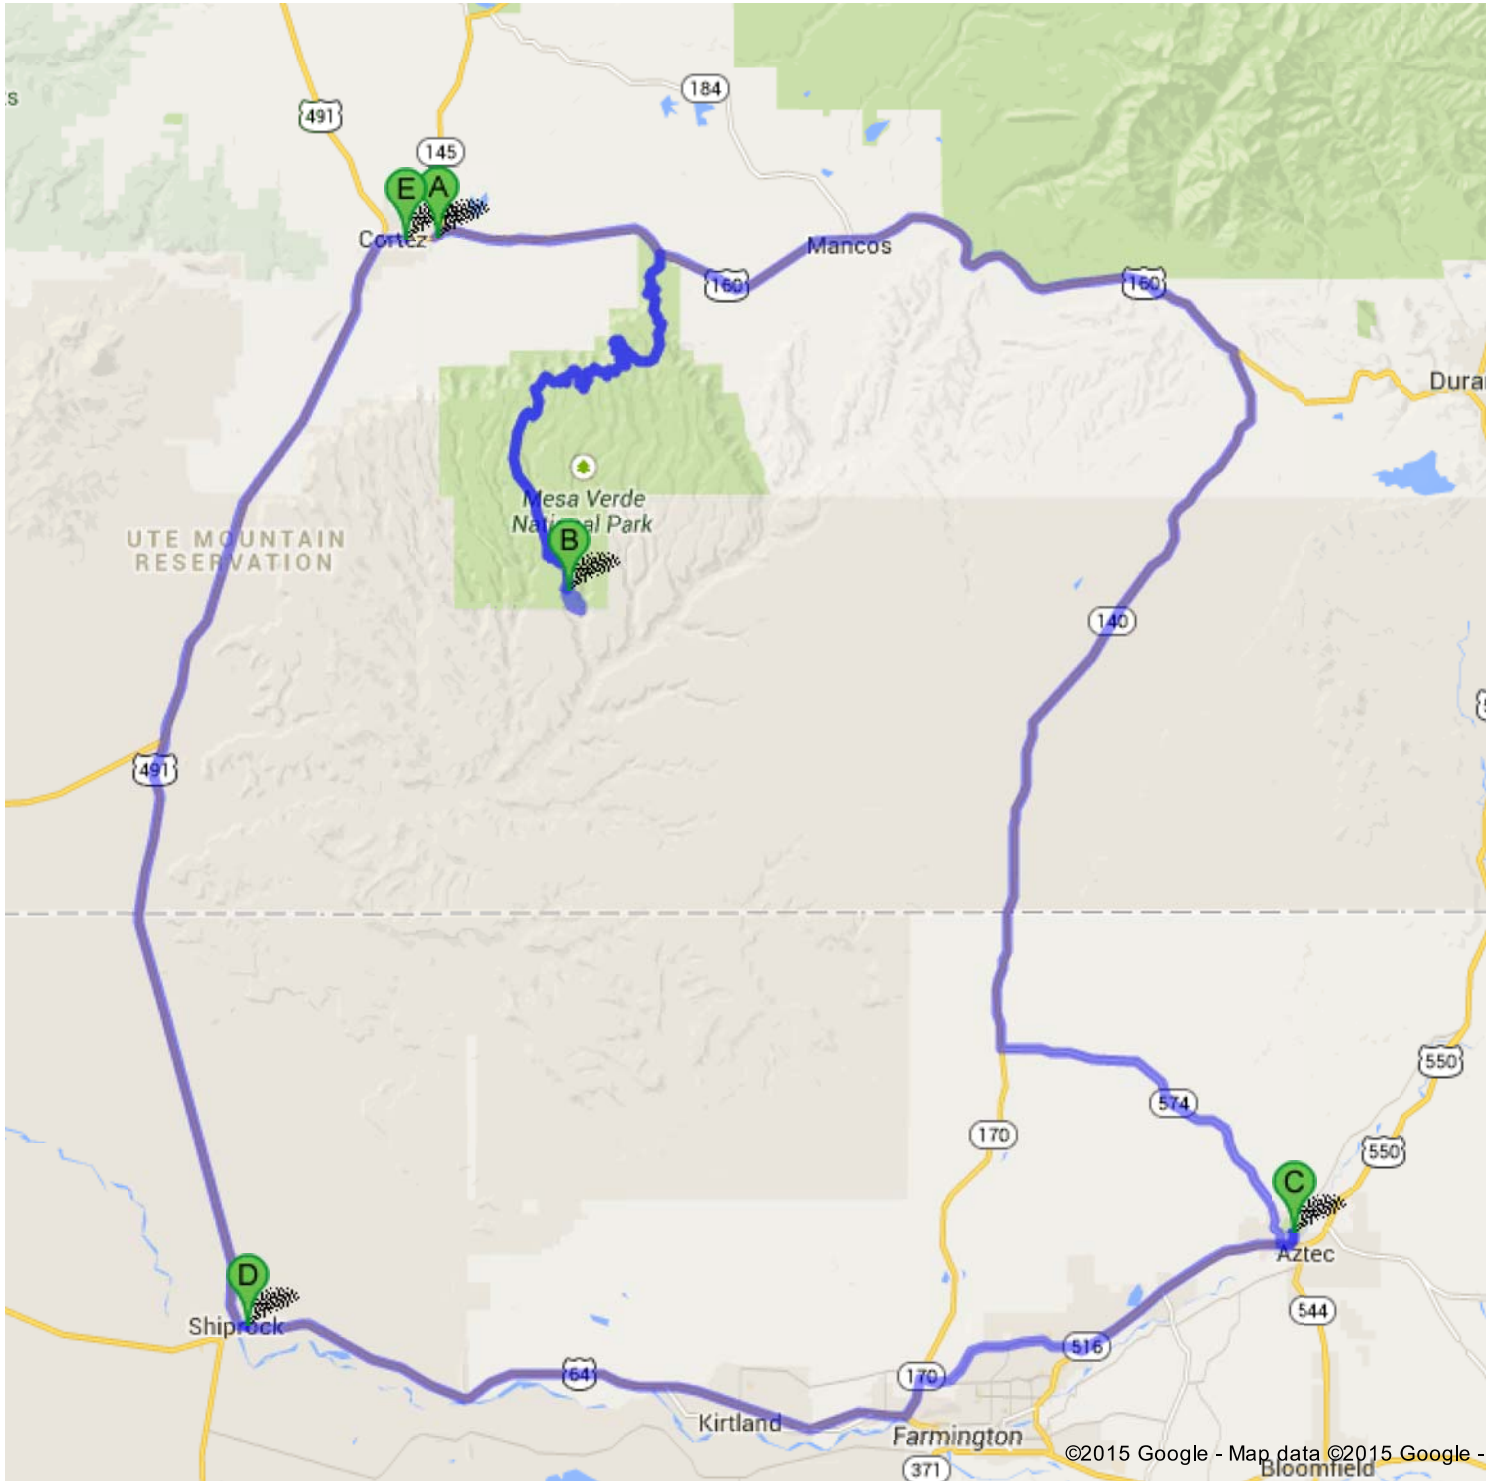 s
184
491
145
E A
Cortez
Mancos
160
160
Dura
Mesa Verde
National Park
B
UTE MOUNTAIN
RESERVATION
140
491
550
574
170
550
C
Aztec
D
544
Shiprock
516
64
170
Kirtland
Farmington
©2015 Google - Map data ©2015 Google -
371
Bloomfield